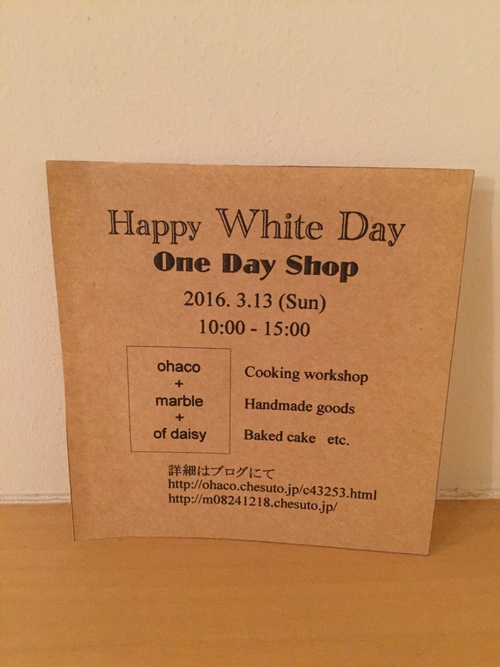 Happy White Day
One Day Shop
2016. 3.13 (Sun)
10:00 - 15:00
ohaco
+
marble
+
of daisy
Cooking workshop
Handmade goods
Baked cake etc.
詳細はブログにて
http://ohaco.chesuto.jp/c43253.html
http://m08241218.chesuto.jp/